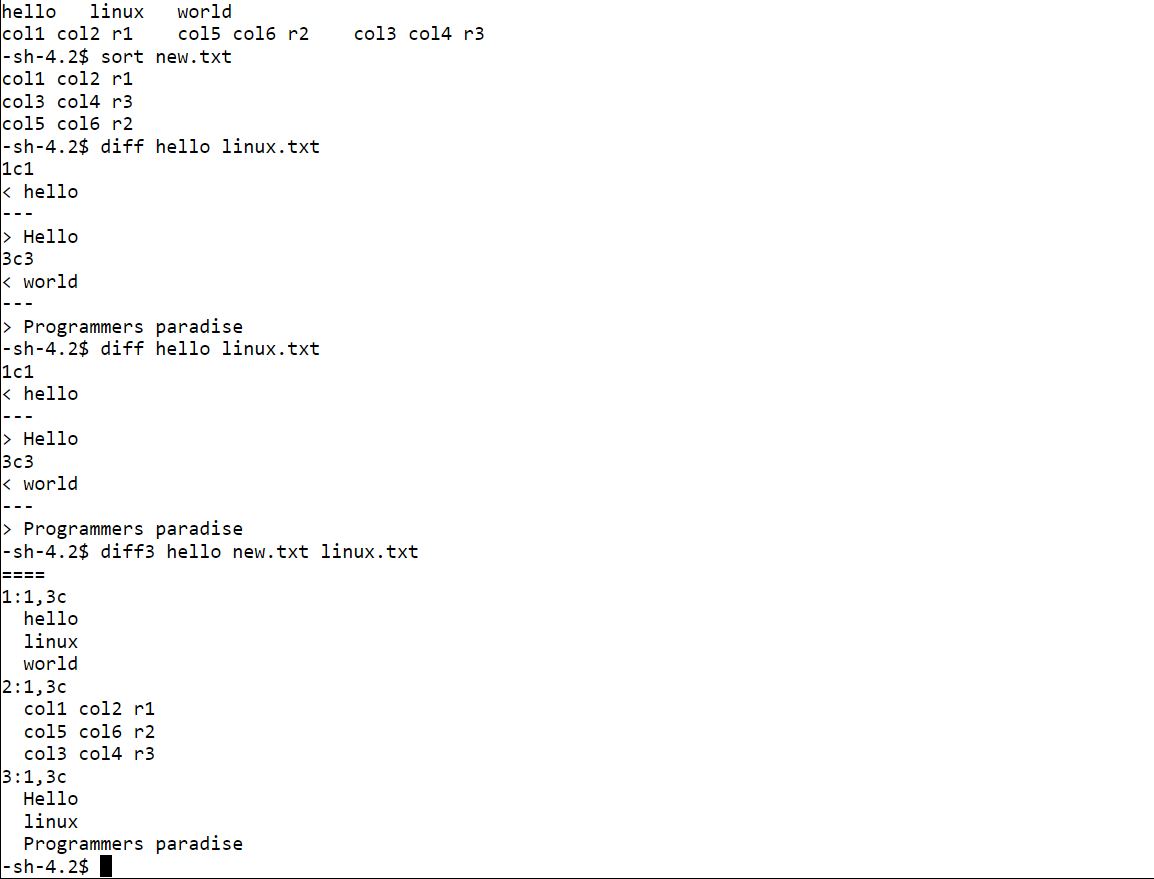 hello   linux   world
col1 col2 r1    col5 col6 r2    col3 col4 r3
-sh-4.2$ sort new.txt
col1 col2 r1
col3 col4 r3
col5 col6 r2
-sh-4.2$ diff hello linux.txt
1c1
< hello
---
> Hello
3c3
< world
---
> Programmers paradise
-sh-4.2$ diff hello linux.txt
1c1
< hello
---
> Hello
3c3
< world
---
> Programmers paradise
-sh-4.2$ diff3 hello new.txt linux.txt
====
1:1,3c
  hello
  linux
  world
2:1,3c
  col1 col2 r1
  col5 col6 r2
  col3 col4 r3
3:1,3c
  Hello
  linux
  Programmers paradise
-sh-4.2$